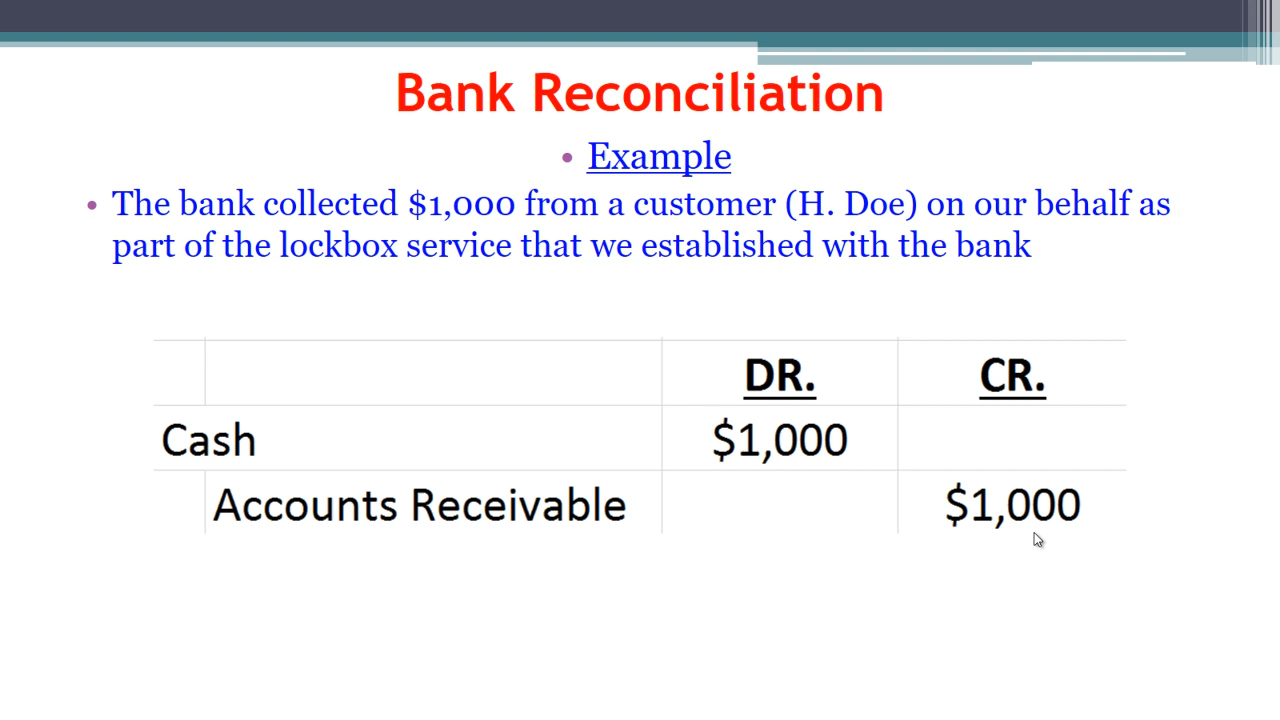 Bank Reconciliation
• Example
• The bank collected $1,000 from a customer (H. Doe) on our behalf as
part of the lockbox service that we established with the bank
DR. CR.
Cash $1,000
Accounts Receivable $1,000